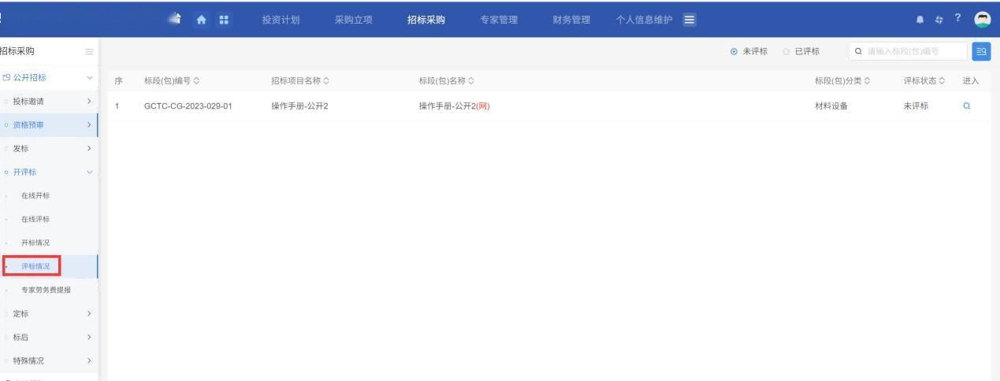 投资计划 采购立项 招标采购 专家管理 财务管理 个人信息维护 ?
招标采购
未评标 已评标 请输入标段(包)编号
公开招标
序 标段(包)编号 招标项目名称 标段(包)名称 标段(包)分类 评标状态 进入
投标邀请
1 GCTC-CG-2023-029-01 操作手册-公开2 操作手册-公开2(网) 材料设备 未评标
资格预审
发标
开评标
在线开标
在线评标
开标情况
评标情况
专家劳务费提报
定标
标后
特殊情况